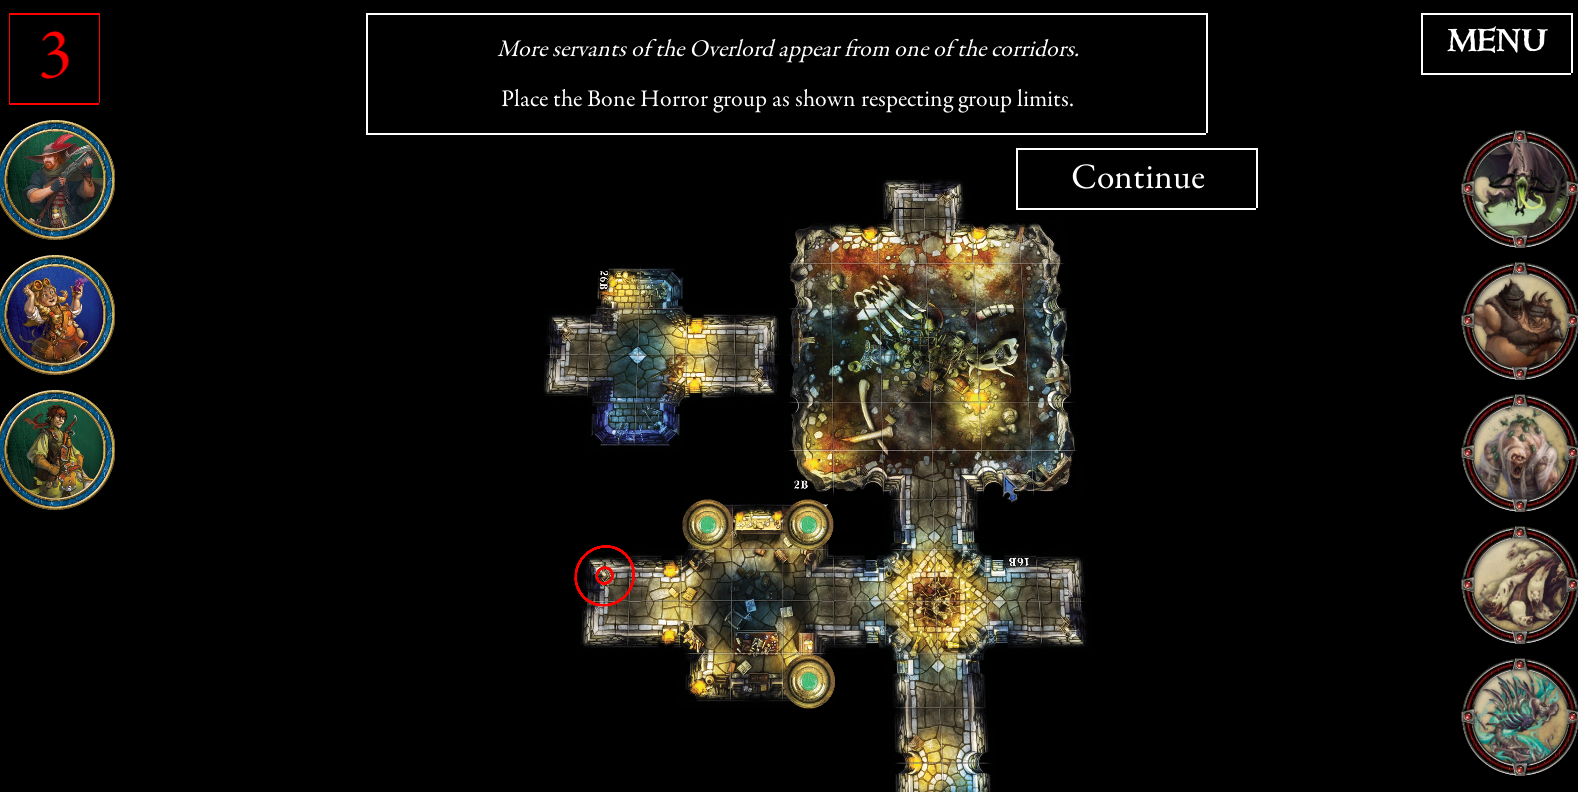 3
More servants of the Overlord appear from one of the corridors.
Place the Bone Horror group as shown respecting group limits.
MENU
Continue
26B
2B
16B